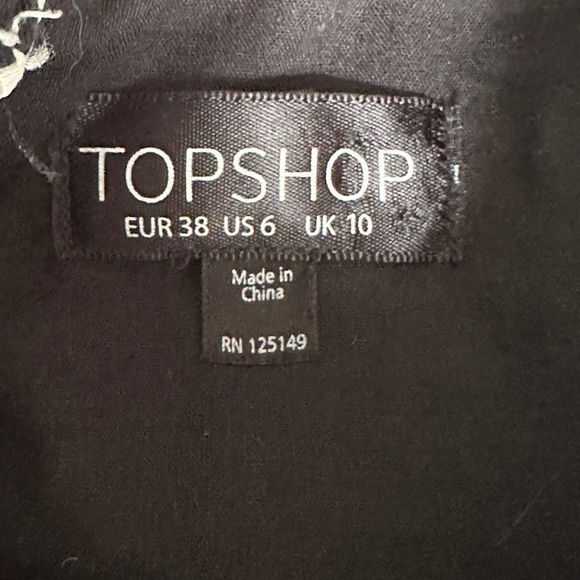 TOPSHOP
EUR 38 US 6 UK 10
Made in
China
RN 125149